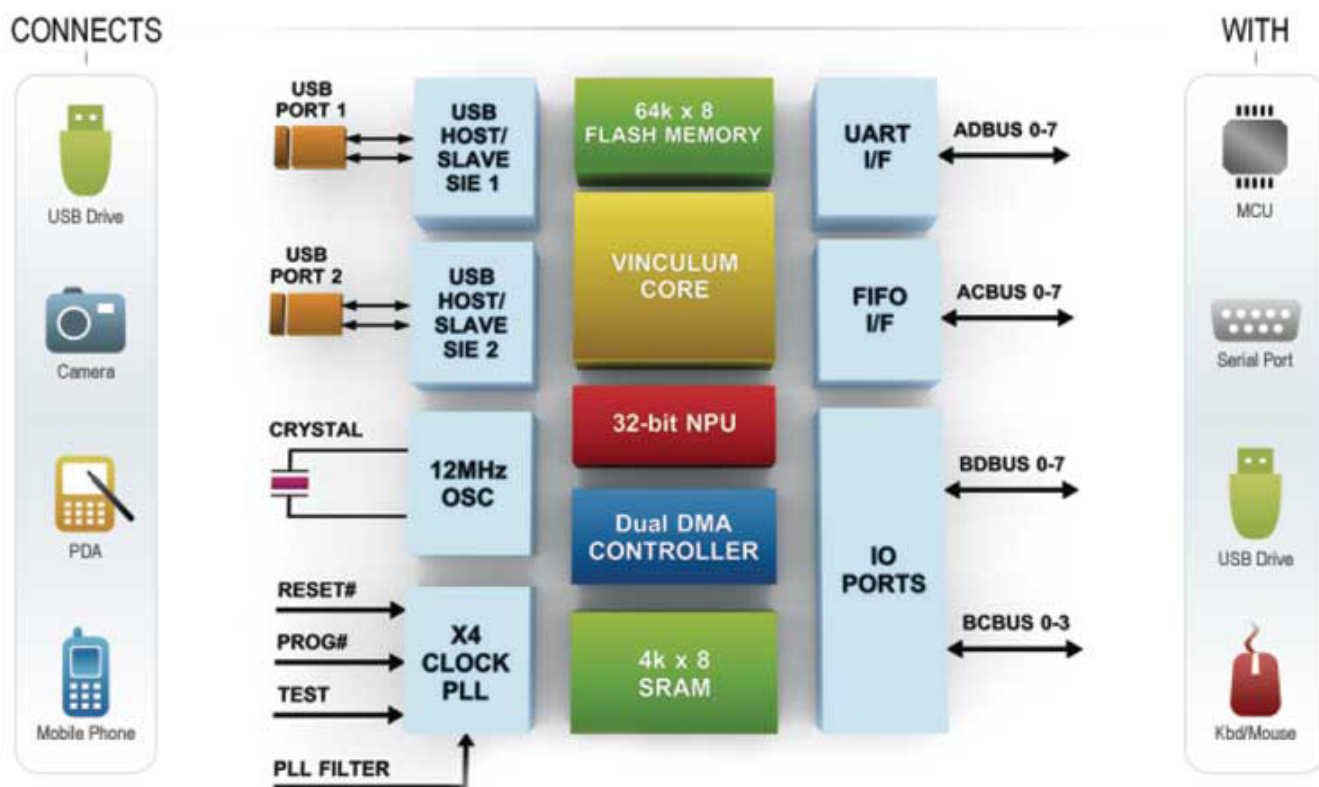 CONNECTS
WITH
USB Drive
Camera
PDA
Mobile Phone
USB
PORT 1
USB
PORT 2
CRYSTAL
RESET#
PROG#
TEST
PLL FILTER
USB
HOST/
SLAVE
SIE 1
USB
HOST/
SLAVE
SIE 2
12MHz
OSC
X4
CLOCK
PLL
64k x 8
FLASH MEMORY
VINCULUM
CORE
32-bit NPU
Dual DMA
CONTROLLER
4k x 8
SRAM
UART
I/F
FIFO
I/F
IO
PORTS
ADBUS 0-7
ACBUS 0-7
BDBUS 0-7
BCBUS 0-3
MCU
Serial Port
USB Drive
Kbd/Mouse